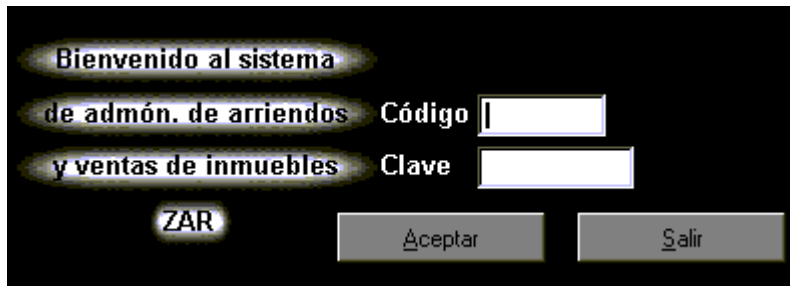 Bienvenido al sistema
de admón. de arriendos
y ventas de inmuebles
ZAR
Código
Clave
Aceptar
Salir